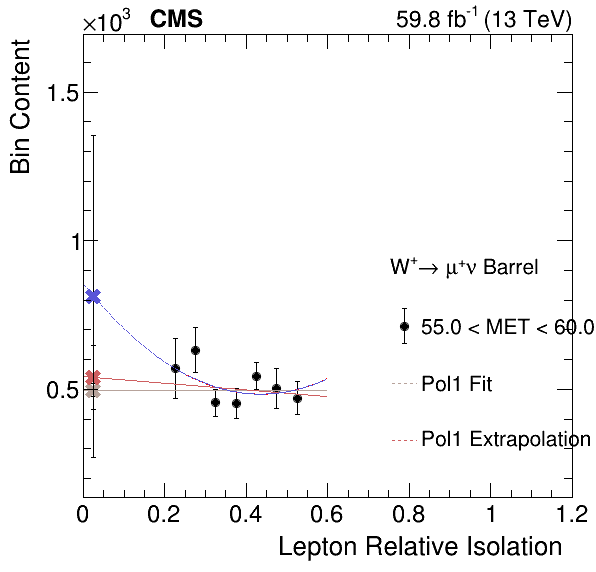 ×10³ CMS 59.8 fb⁻¹ (13 TeV)
Bin Content
1.5
1
0.5
W⁺→ μ⁺ν Barrel
55.0 < MET < 60.0
Pol1 Fit
Pol1 Extrapolation
0 0.2 0.4 0.6 0.8 1 1.2
Lepton Relative Isolation